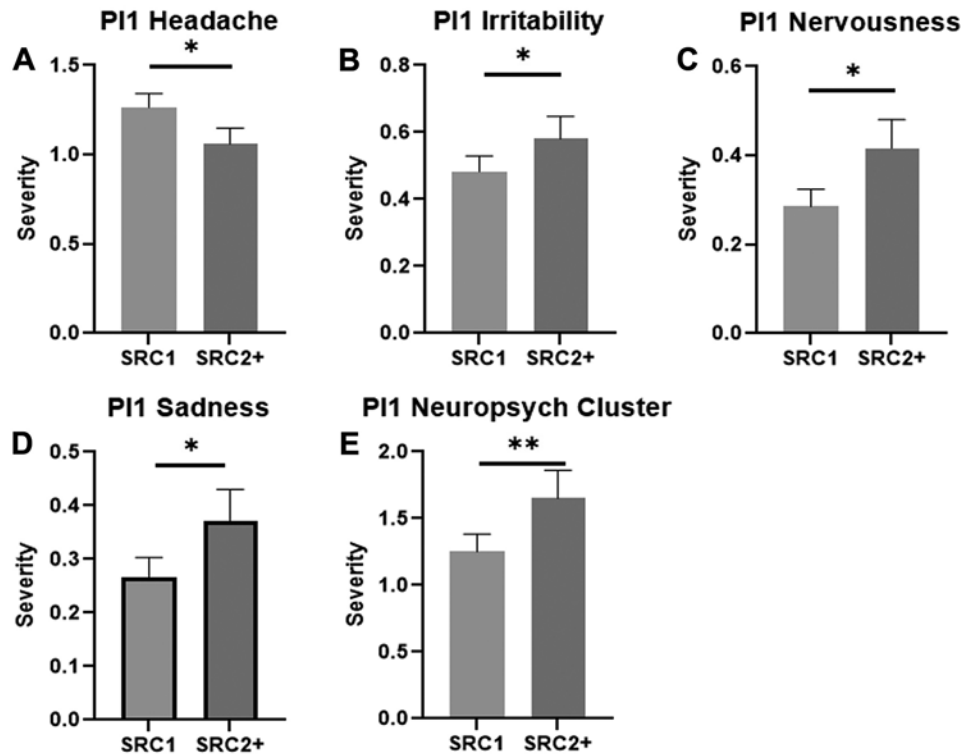 PI1 Headache
A
*
1.5
1.0
0.5
0.0
Severity
SRC1 SRC2+
PI1 Irritability
B
*
0.8
0.6
0.4
0.2
0.0
Severity
SRC1 SRC2+
PI1 Nervousness
C
*
0.6
0.4
0.2
0.0
Severity
SRC1 SRC2+
PI1 Sadness
D
*
0.5
0.4
0.3
0.2
0.1
0.0
Severity
SRC1 SRC2+
PI1 Neuropsych Cluster
E
**
2.0
1.5
1.0
0.5
0.0
Severity
SRC1 SRC2+